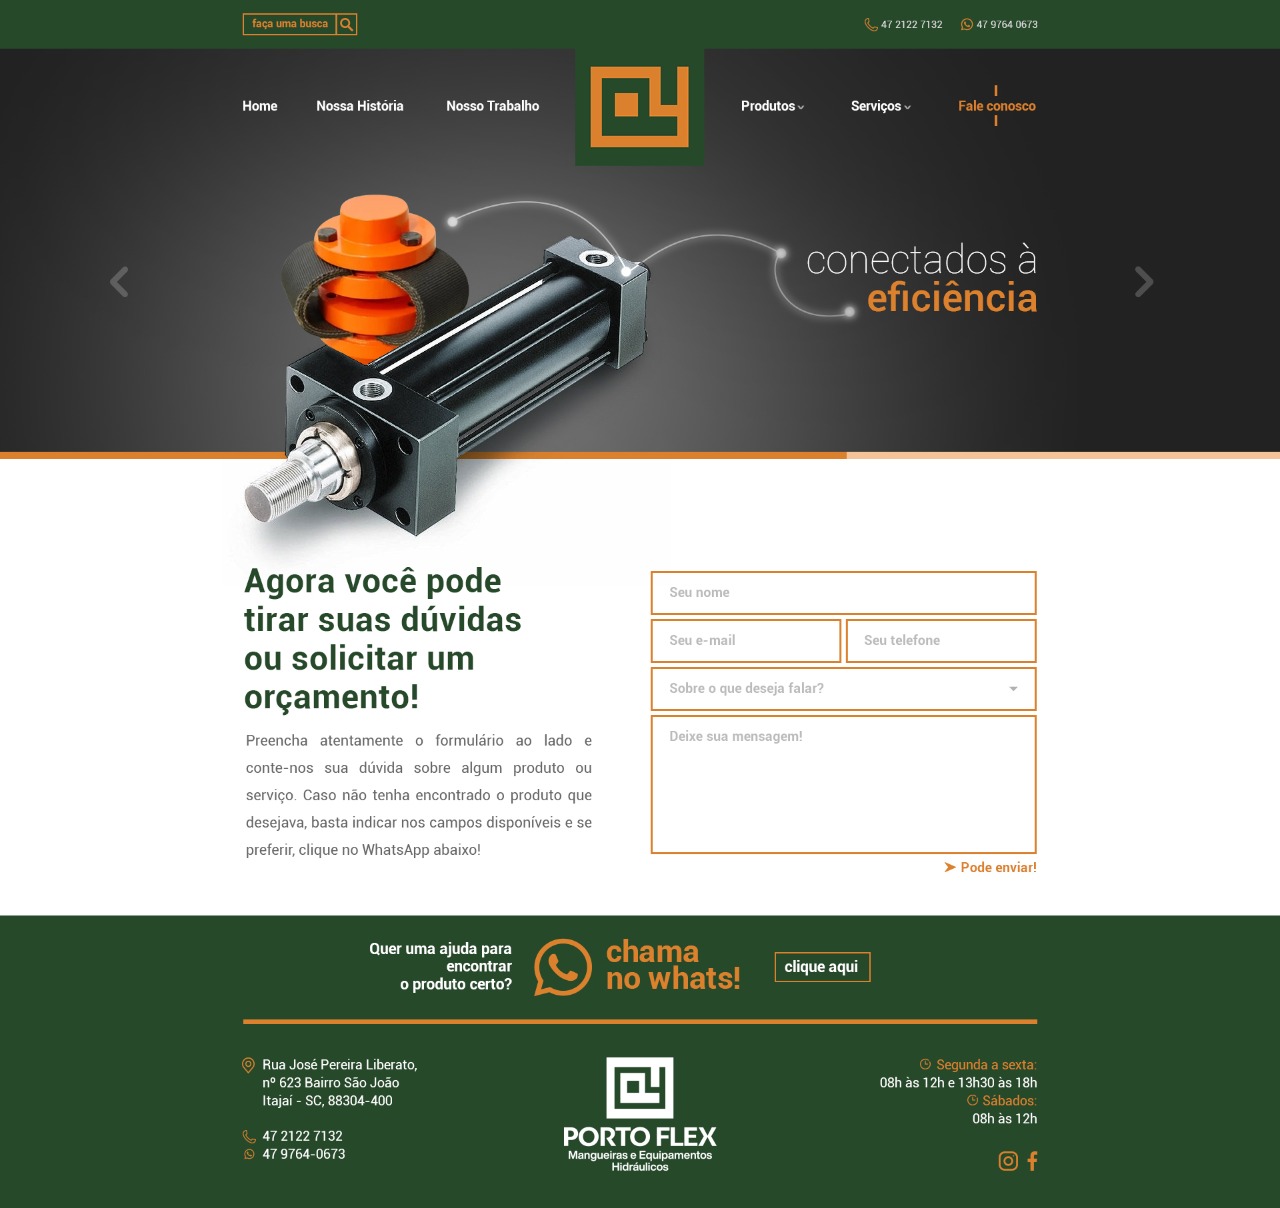 faça uma busca
47 2122 7132
47 9764 0673
Home
Nossa História
Nosso Trabalho
Produtos
Serviços
Fale conosco
conectados à
eficiência
Agora você pode
tirar suas dúvidas
ou solicitar um
orçamento!
Preencha atentamente o formulário ao lado e
conte-nos sua dúvida sobre algum produto ou
serviço. Caso não tenha encontrado o produto que
desejava, basta indicar nos campos disponíveis e se
preferir, clique no WhatsApp abaixo!
Seu nome
Seu e-mail
Seu telefone
Sobre o que deseja falar?
Deixe sua mensagem!
Pode enviar!
Quer uma ajuda para
encontrar
o produto certo?
chama
no whats!
clique aqui
Rua José Pereira Liberato,
nº 623 Bairro São João
Itajaí - SC, 88304-400
47 2122 7132
47 9764-0673
PORTO FLEX
Mangueiras e Equipamentos
Hidráulicos
Segunda a sexta:
08h às 12h e 13h30 às 18h
Sábados:
08h às 12h